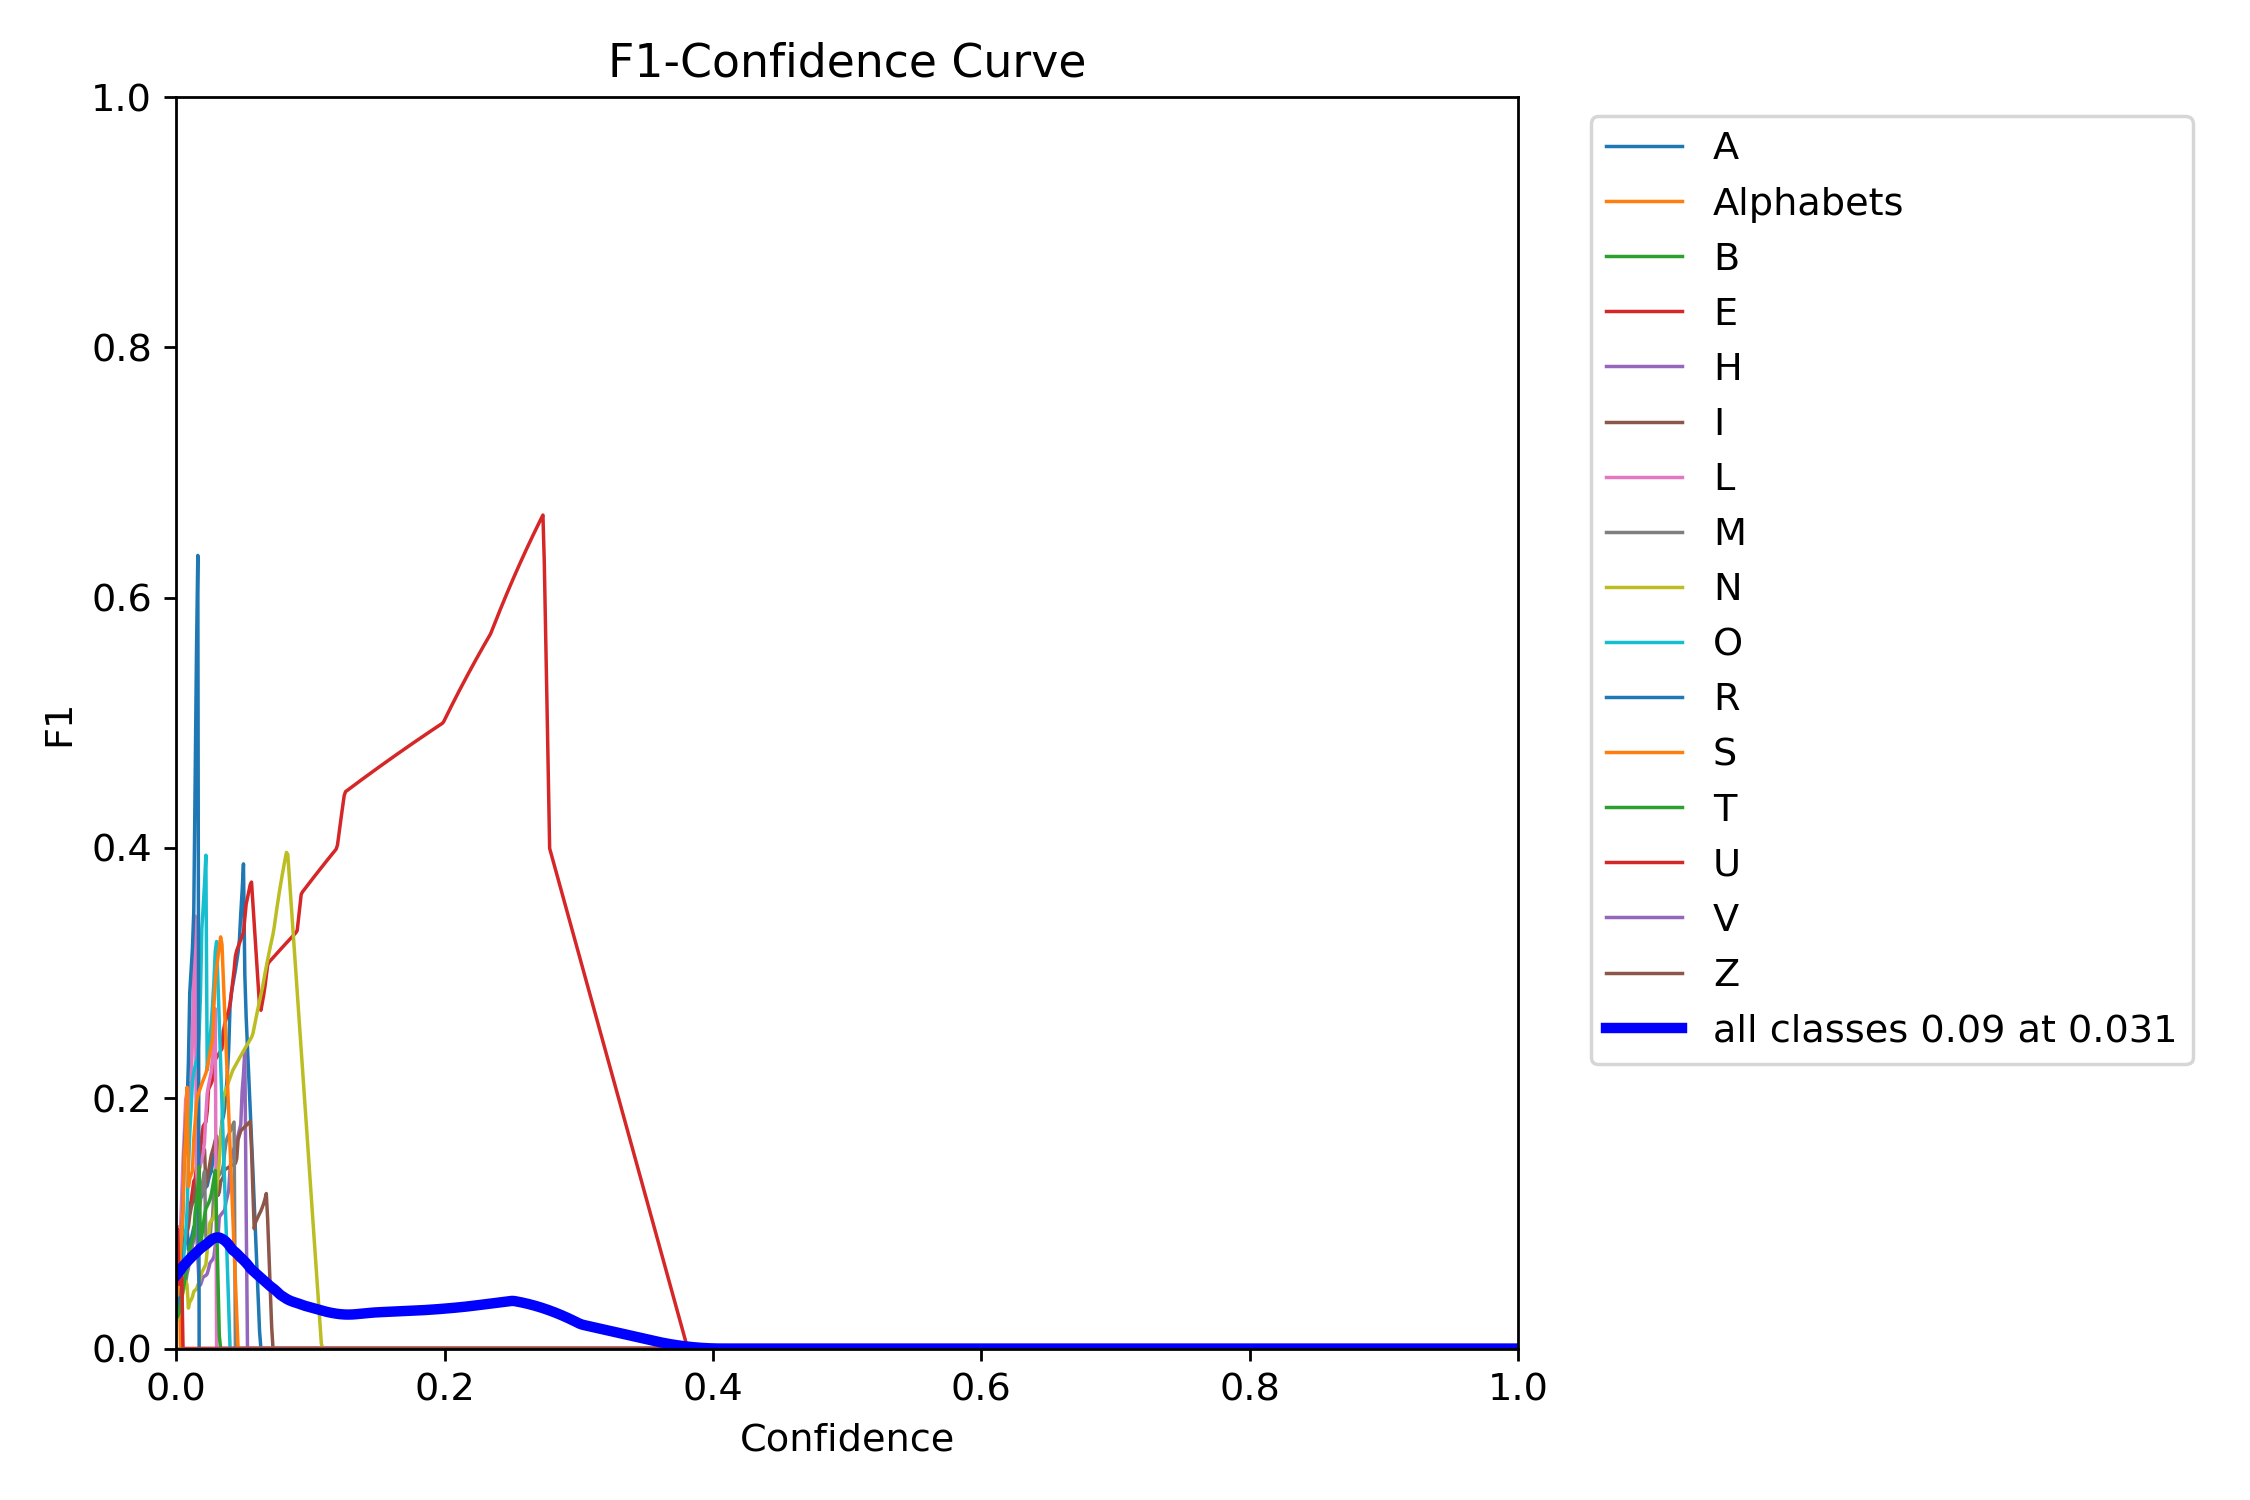 F1-Confidence Curve
1.0
0.8
0.6
0.4
0.2
0.0
F1
0.0 0.2 0.4 0.6 0.8 1.0
Confidence
A
Alphabets
B
E
H
I
L
M
N
O
R
S
T
U
V
Z
all classes 0.09 at 0.031